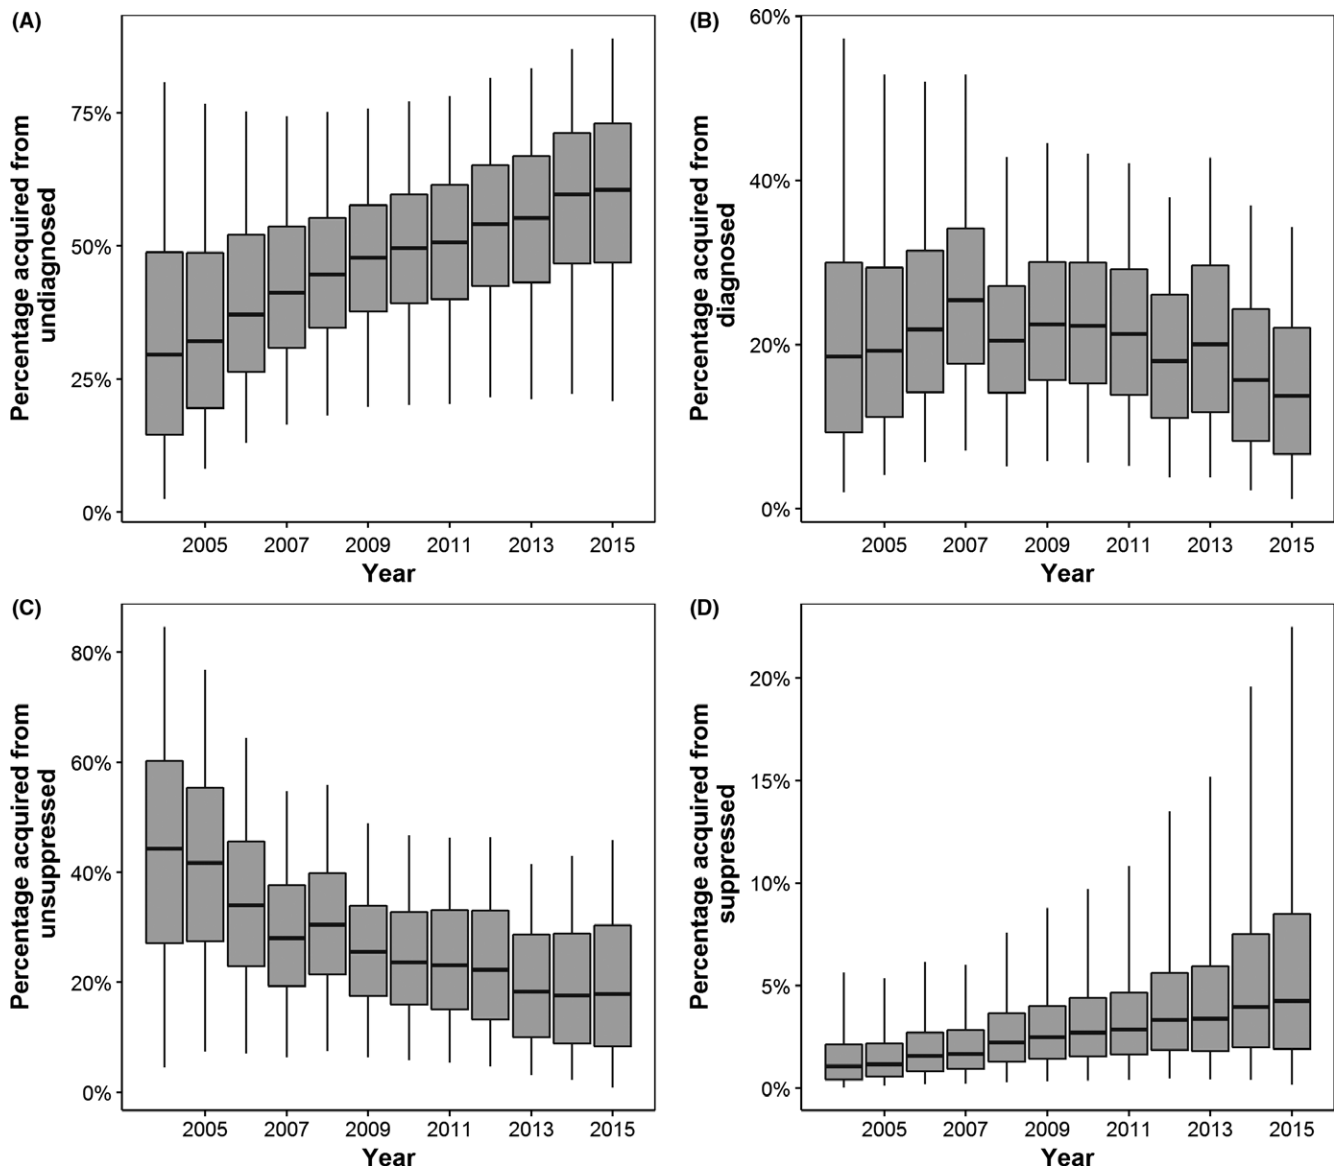 (A)
Percentage acquired from
undiagnosed
75%
50%
25%
0%
2005 2007 2009 2011 2013 2015
Year
(B)
Percentage acquired from
diagnosed
60%
40%
20%
0%
2005 2007 2009 2011 2013 2015
Year
(C)
Percentage acquired from
unsuppressed
80%
60%
40%
20%
0%
2005 2007 2009 2011 2013 2015
Year
(D)
Percentage acquired from
suppressed
20%
15%
10%
5%
0%
2005 2007 2009 2011 2013 2015
Year